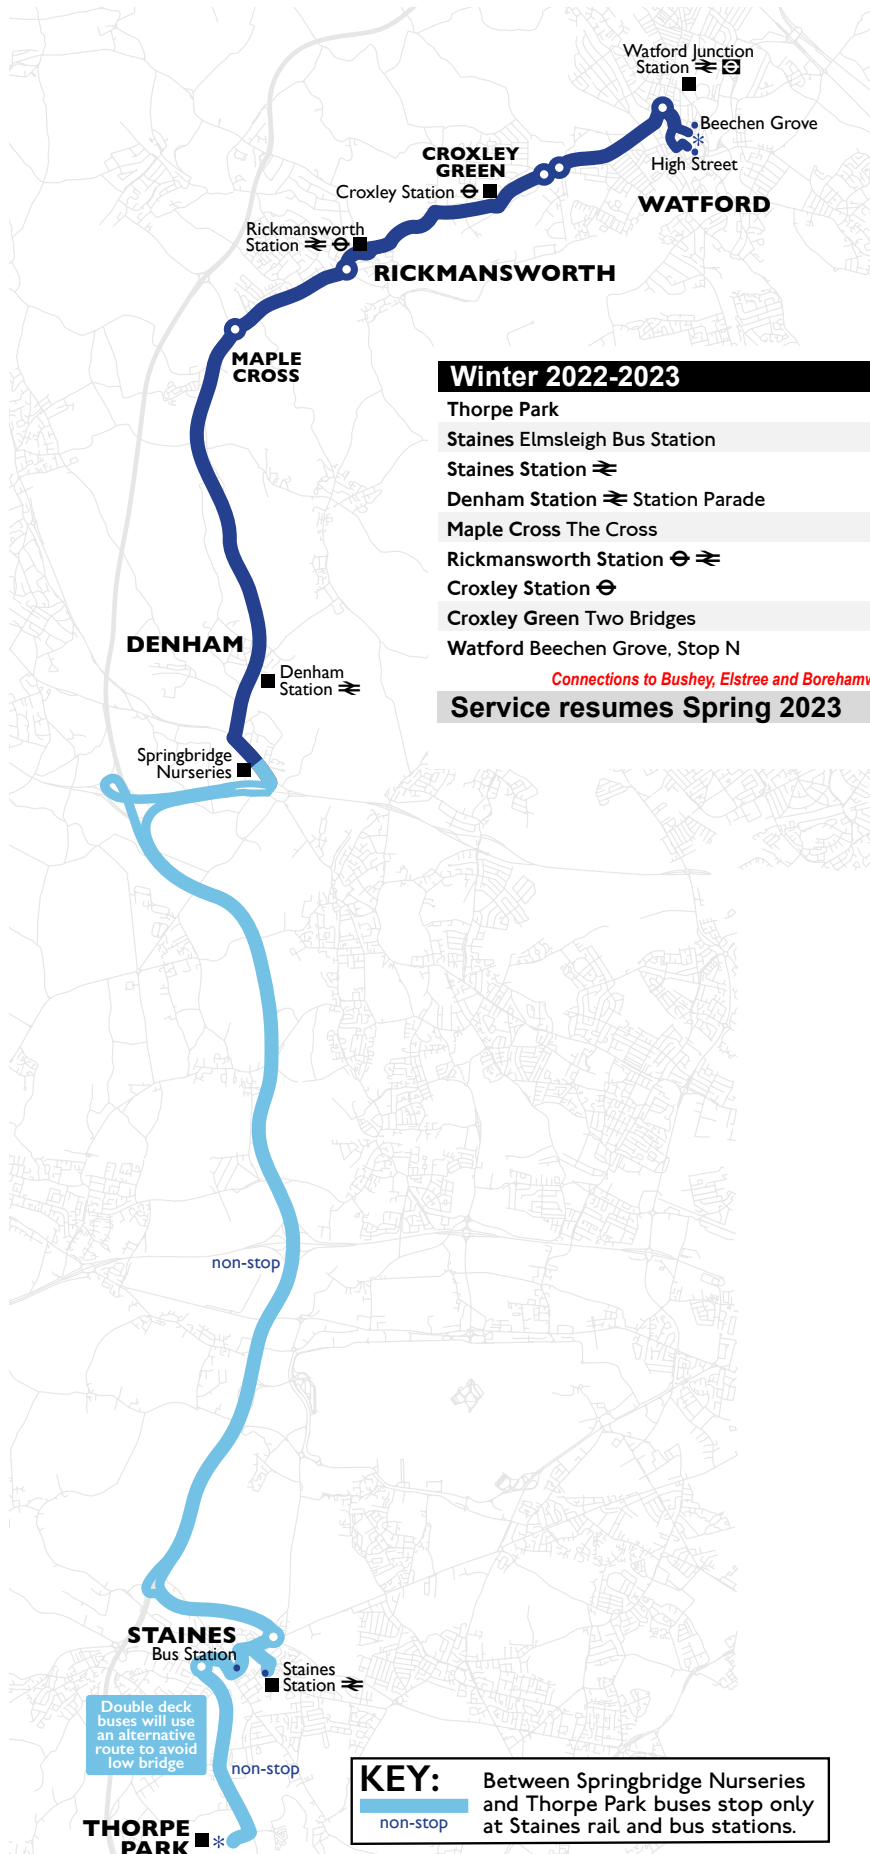 Watford Junction
Station
Beechen Grove
High Street
WATFORD
CROXLEY
GREEN
Croxley Station
Rickmansworth
Station
RICKMANSWORTH
MAPLE
CROSS
Winter 2022-2023
Thorpe Park
Staines Elmsleigh Bus Station
Staines Station
Denham Station Station Parade
Maple Cross The Cross
Rickmansworth Station
Croxley Station
Croxley Green Two Bridges
Watford Beechen Grove, Stop N
Connections to Bushey, Elstree and Borehamw
Service resumes Spring 2023
DENHAM
Denham
Station
Springbridge
Nurseries
non-stop
STAINES
Bus Station
Staines
Station
Double deck
buses will use
an alternative
route to avoid
low bridge
non-stop
THORPE
PARK
KEY:
non-stop
Between Springbridge Nurseries
and Thorpe Park buses stop only
at Staines rail and bus stations.